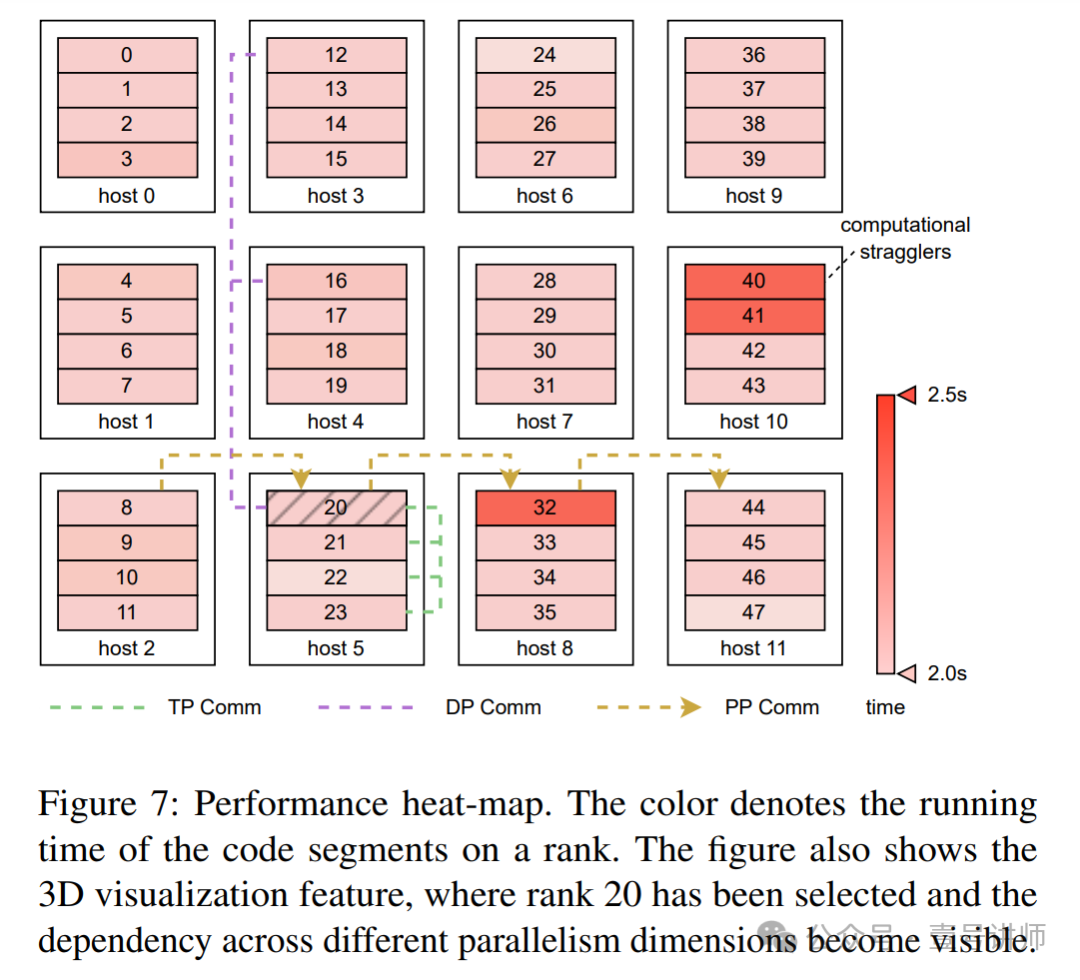 0
1
2
3
host 0
12
13
14
15
host 3
24
25
26
27
host 6
36
37
38
39
host 9
computational
stragglers
4
5
6
7
host 1
16
17
18
19
host 4
28
29
30
31
host 7
40
41
42
43
host 10
8
9
10
11
host 2
20
21
22
23
host 5
32
33
34
35
host 8
44
45
46
47
host 11
2.5s
2.0s
TP Comm
DP Comm
PP Comm
time
Figure 7: Performance heat-map. The color denotes the running
time of the code segments on a rank. The figure also shows the
3D visualization feature, where rank 20 has been selected and the
dependency across different parallelism dimensions become visible.
公众号 · 壹号讲师